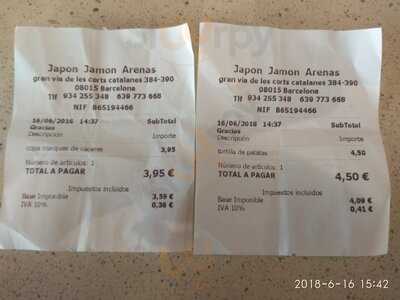 Japon Jamon Arenas
gran via de les corts catalanes 384-390
08015 Barcelona
Tlf 934 255 348 639 773 668
NIF B65194466
16/06/2018 14:37 SubTotal
Gracias
Descripción Importe
copa marques de caceres 3,95
Número de artículos: 1
TOTAL A PAGAR 3,95 €
Impuestos incluidos
Base Imponible 3,59 €
IVA 10% 0,36 €
Japon Jamon Arenas
gran via de les corts catalanes 384-390
08015 Barcelona
Tlf 934 255 348 639 773 668
NIF B65194466
16/06/2018 14:37 SubTotal
Gracias
Descripción Importe
tortilla de patatas 4,50
Número de artículos: 1
TOTAL A PAGAR 4,50 €
Impuestos incluidos
Base Imponible 4,09 €
IVA 10% 0,41 €
2018-6-16 15:42